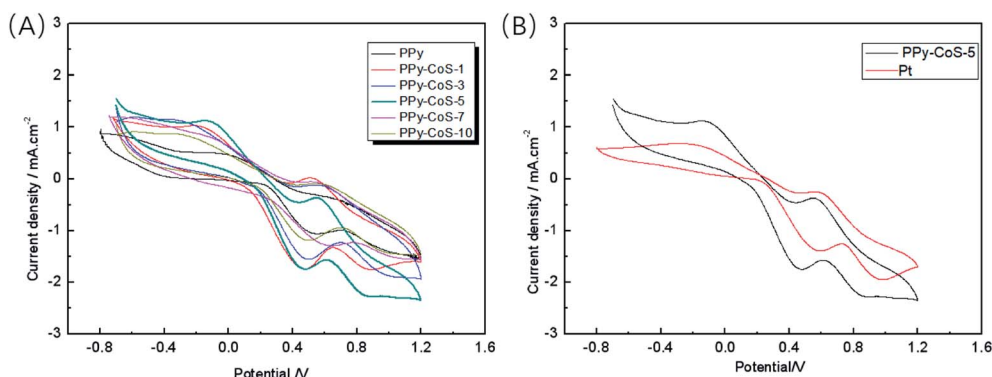 (A)
Current density / mA.cm-2
3
2
1
0
-1
-2
-3
PPy
PPy-CoS-1
PPy-CoS-3
PPy-CoS-5
PPy-CoS-7
PPy-CoS-10
-0.8 -0.4 0.0 0.4 0.8 1.2 1.6
Potential /V
(B)
Current density / mA.cm-2
3
2
1
0
-1
-2
-3
PPy-CoS-5
Pt
-0.8 -0.4 0.0 0.4 0.8 1.2 1.6
Potential/V